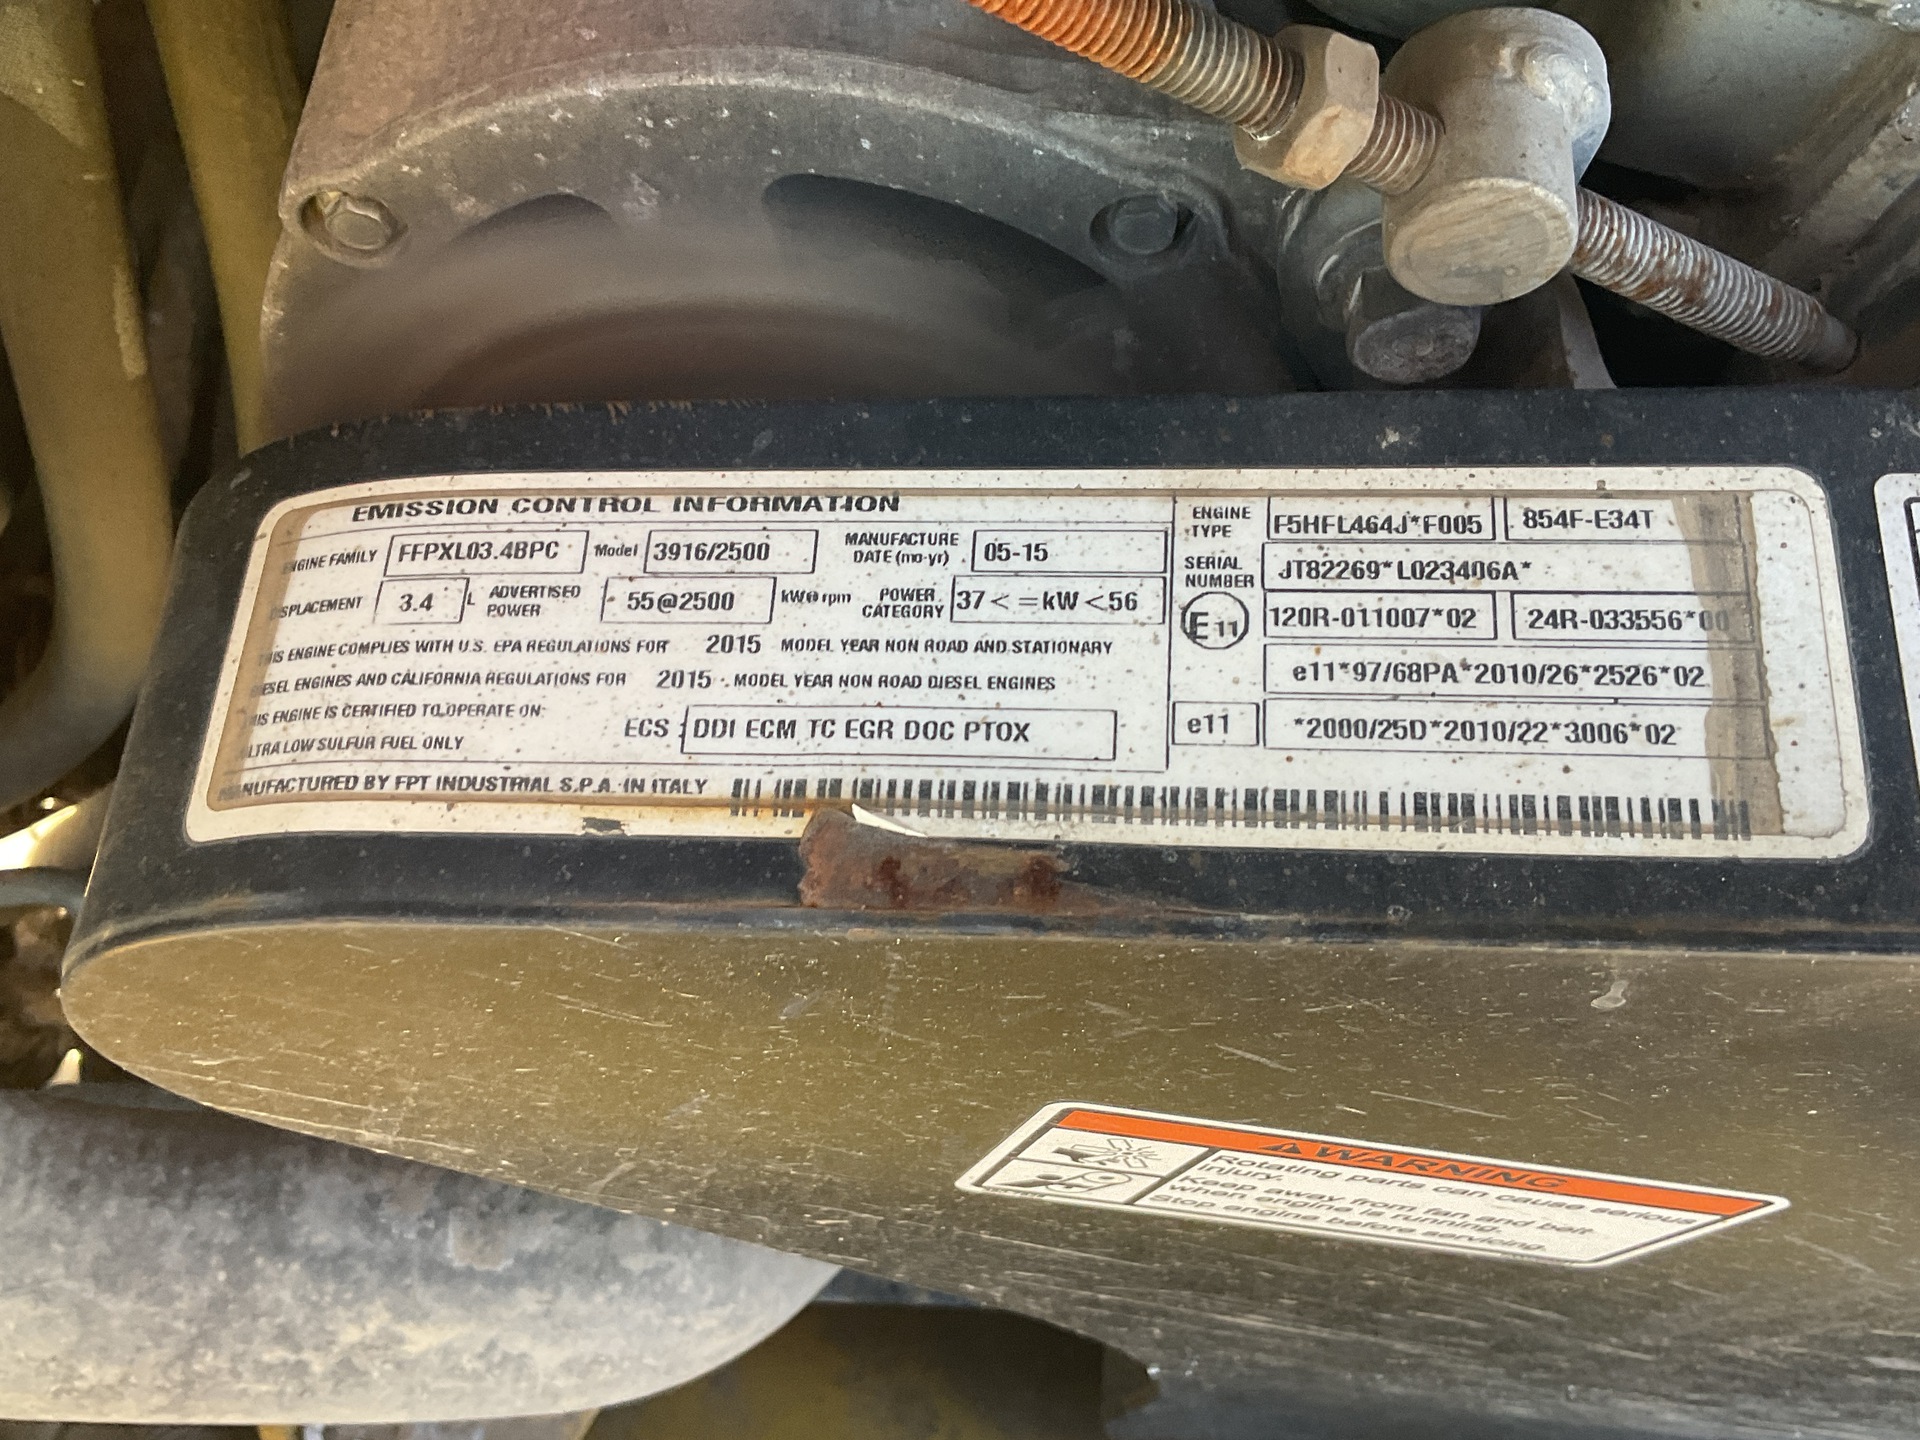 EMISSION CONTROL INFORMATION
ENGINE FAMILY FFPXL03.4BPC Model 3916/2500 MANUFACTURE DATE (mo-yr) 05-15
DISPLACEMENT 3.4 L ADVERTISED POWER 55@2500 kW@rpm POWER CATEGORY 37 < =kW <56
THIS ENGINE COMPLIES WITH U.S. EPA REGULATIONS FOR 2015 MODEL YEAR NON ROAD AND STATIONARY
DIESEL ENGINES AND CALIFORNIA REGULATIONS FOR 2015 . MODEL YEAR NON ROAD DIESEL ENGINES
THIS ENGINE IS CERTIFIED TO OPERATE ON:
ULTRA LOW SULFUR FUEL ONLY
ECS : DDI ECM TC EGR DOC PTOX
MANUFACTURED BY FPT INDUSTRIAL S.P.A. IN ITALY
ENGINE TYPE F5HFL464J*F005 854F-E34T
SERIAL NUMBER JT82269*L023406A*
E 11 120R-011007*02 24R-033556*00
e11*97/68PA*2010/26*2526*02
e11 *2000/25D*2010/22*3006*02
WARNING
Rotating parts can cause serious
injury.
Keep away from fan and belt
when engine is running.
Stop engine before servicing.